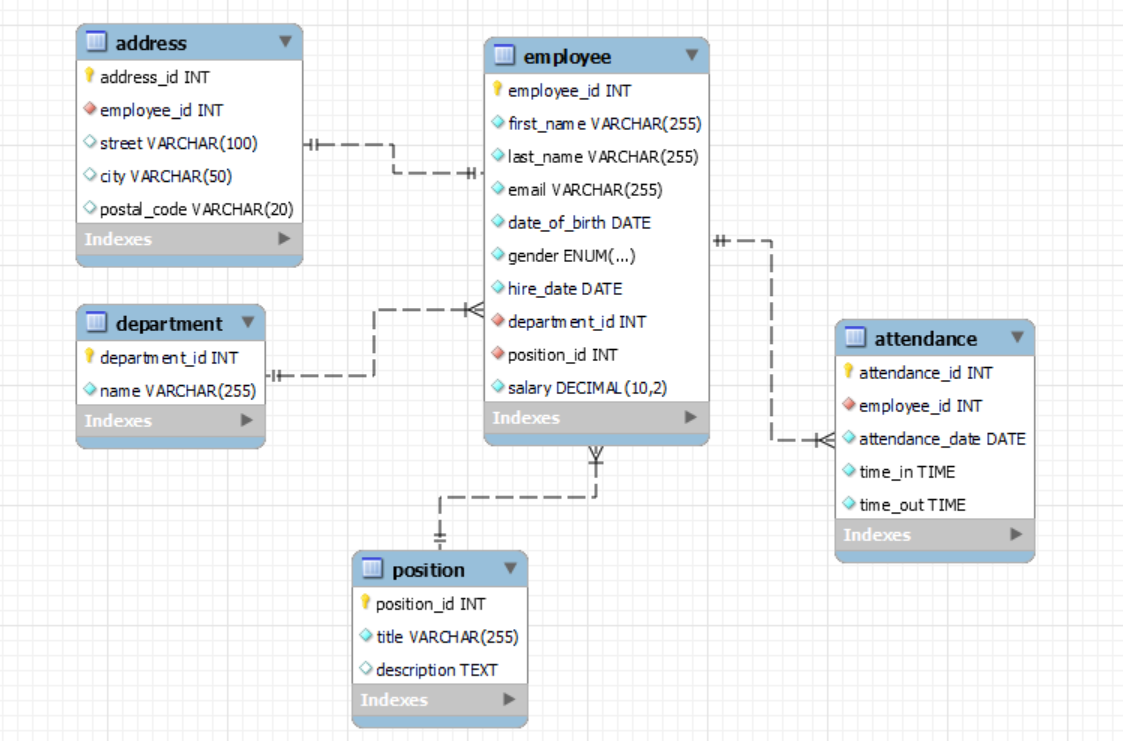 address
address_id INT
employee_id INT
street VARCHAR(100)
city VARCHAR(50)
postal_code VARCHAR(20)
Indexes
employee
employee_id INT
first_name VARCHAR(255)
last_name VARCHAR(255)
email VARCHAR(255)
date_of_birth DATE
gender ENUM(...)
hire_date DATE
department_id INT
position_id INT
salary DECIMAL(10,2)
Indexes
department
department_id INT
name VARCHAR(255)
Indexes
attendance
attendance_id INT
employee_id INT
attendance_date DATE
time_in TIME
time_out TIME
Indexes
position
position_id INT
title VARCHAR(255)
description TEXT
Indexes